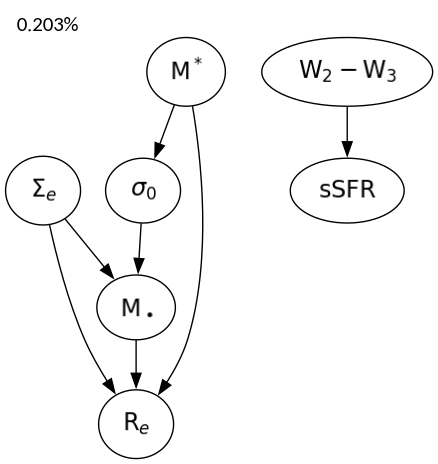 0.203%
M*
W₂ − W₃
Σₑ
σ₀
sSFR
M•
Rₑ